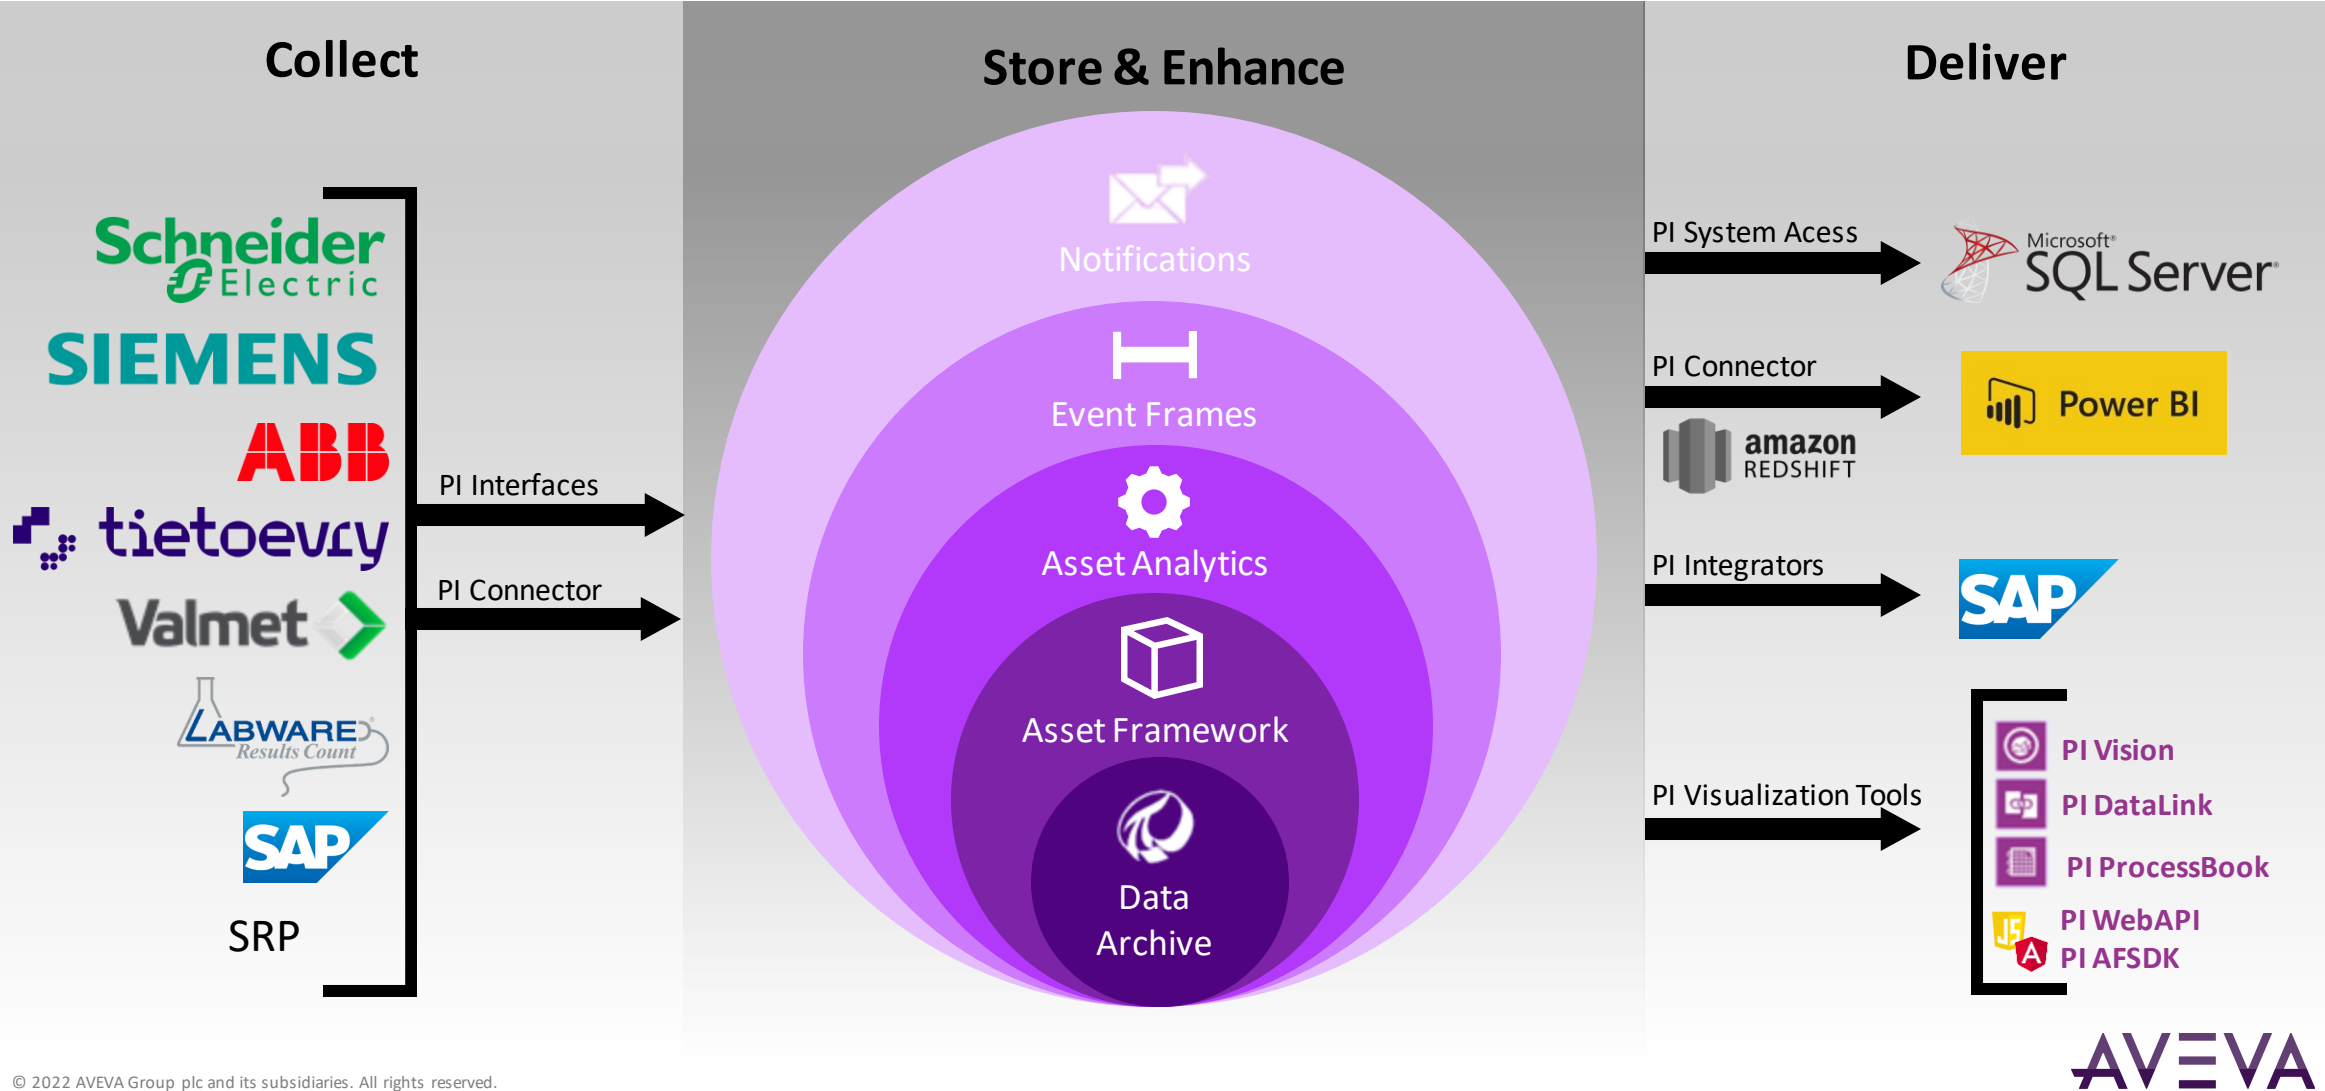 Collect
Store & Enhance
Deliver
Schneider
Electric
SIEMENS
ABB
tietoevry
Valmet
LABWARE
Results Count
SAP
SRP
PI Interfaces
PI Connector
Notifications
Event Frames
Asset Analytics
Asset Framework
Data
Archive
PI System Acess
Microsoft®
SQL Server®
PI Connector
amazon
REDSHIFT
Power BI
PI Integrators
SAP
PI Visualization Tools
PI Vision
PI DataLink
PI ProcessBook
JS
A
PI WebAPI
PI AFSDK
AVEVA
© 2022 AVEVA Group plc and its subsidiaries. All rights reserved.